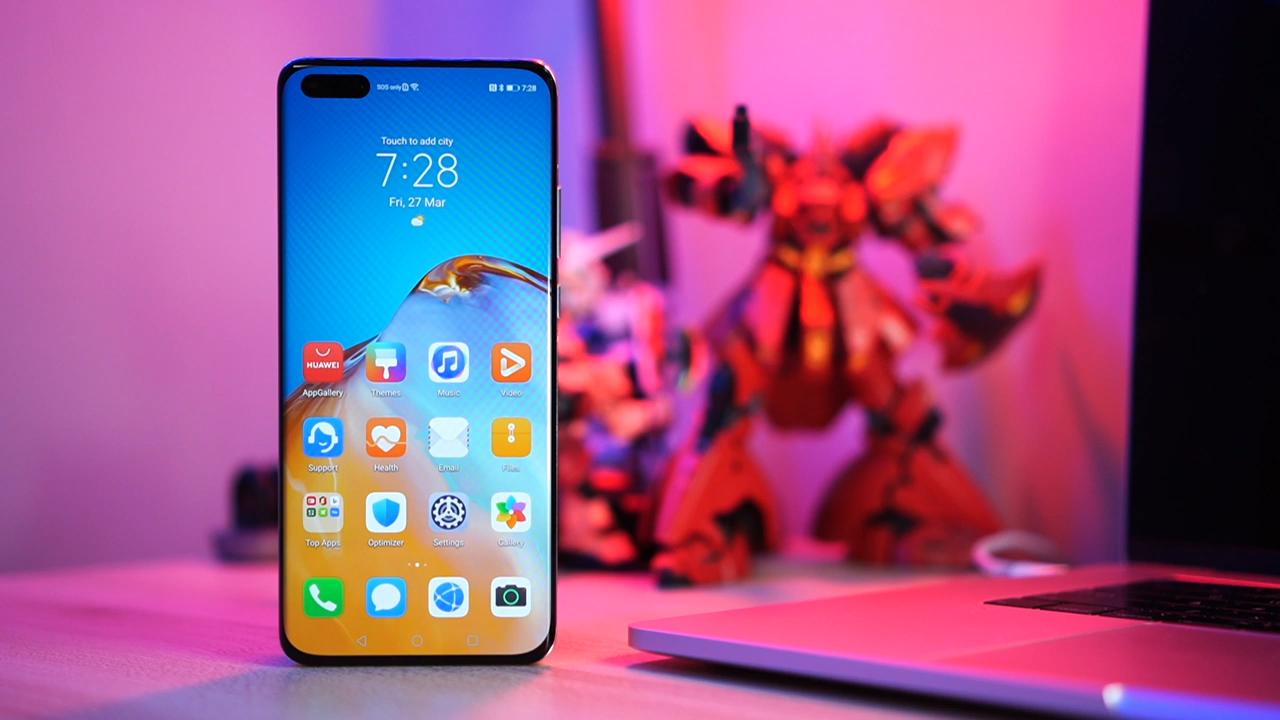 SOS only
7:28
Touch to add city
7:28
Fri, 27 Mar
HUAWEI
AppGallery
Themes
Music
Video
Support
Health
Email
Files
Top Apps
Optimizer
Settings
Gallery